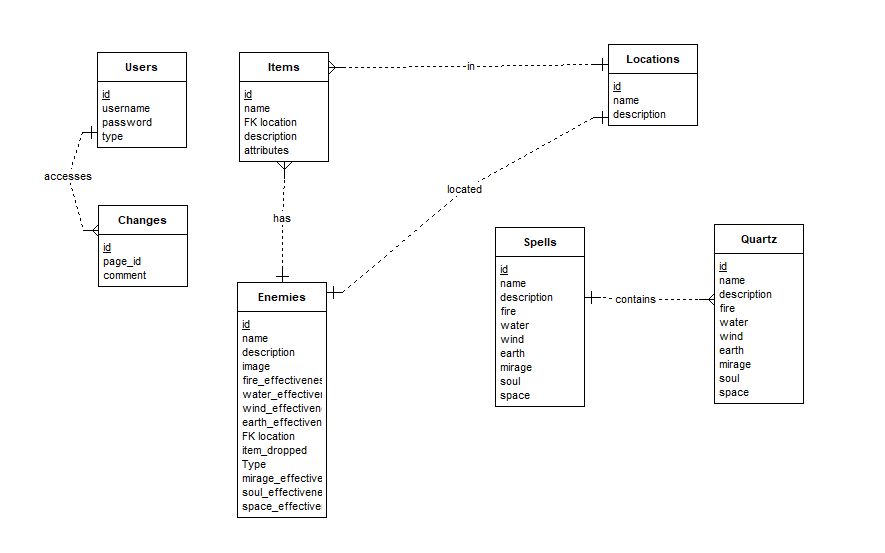 Users
id
username
password
type
accesses
Changes
id
page_id
comment
Items
id
name
FK location
description
attributes
in
Locations
id
name
description
has
located
Enemies
id
name
description
image
fire_effectivenes
water_effectiver
wind_effectiven
earth_effectiven
FK location
item_dropped
Type
mirage_effective
soul_effectivene
space_effective
Spells
id
name
description
fire
water
wind
earth
mirage
soul
space
contains
Quartz
id
name
description
fire
water
wind
earth
mirage
soul
space